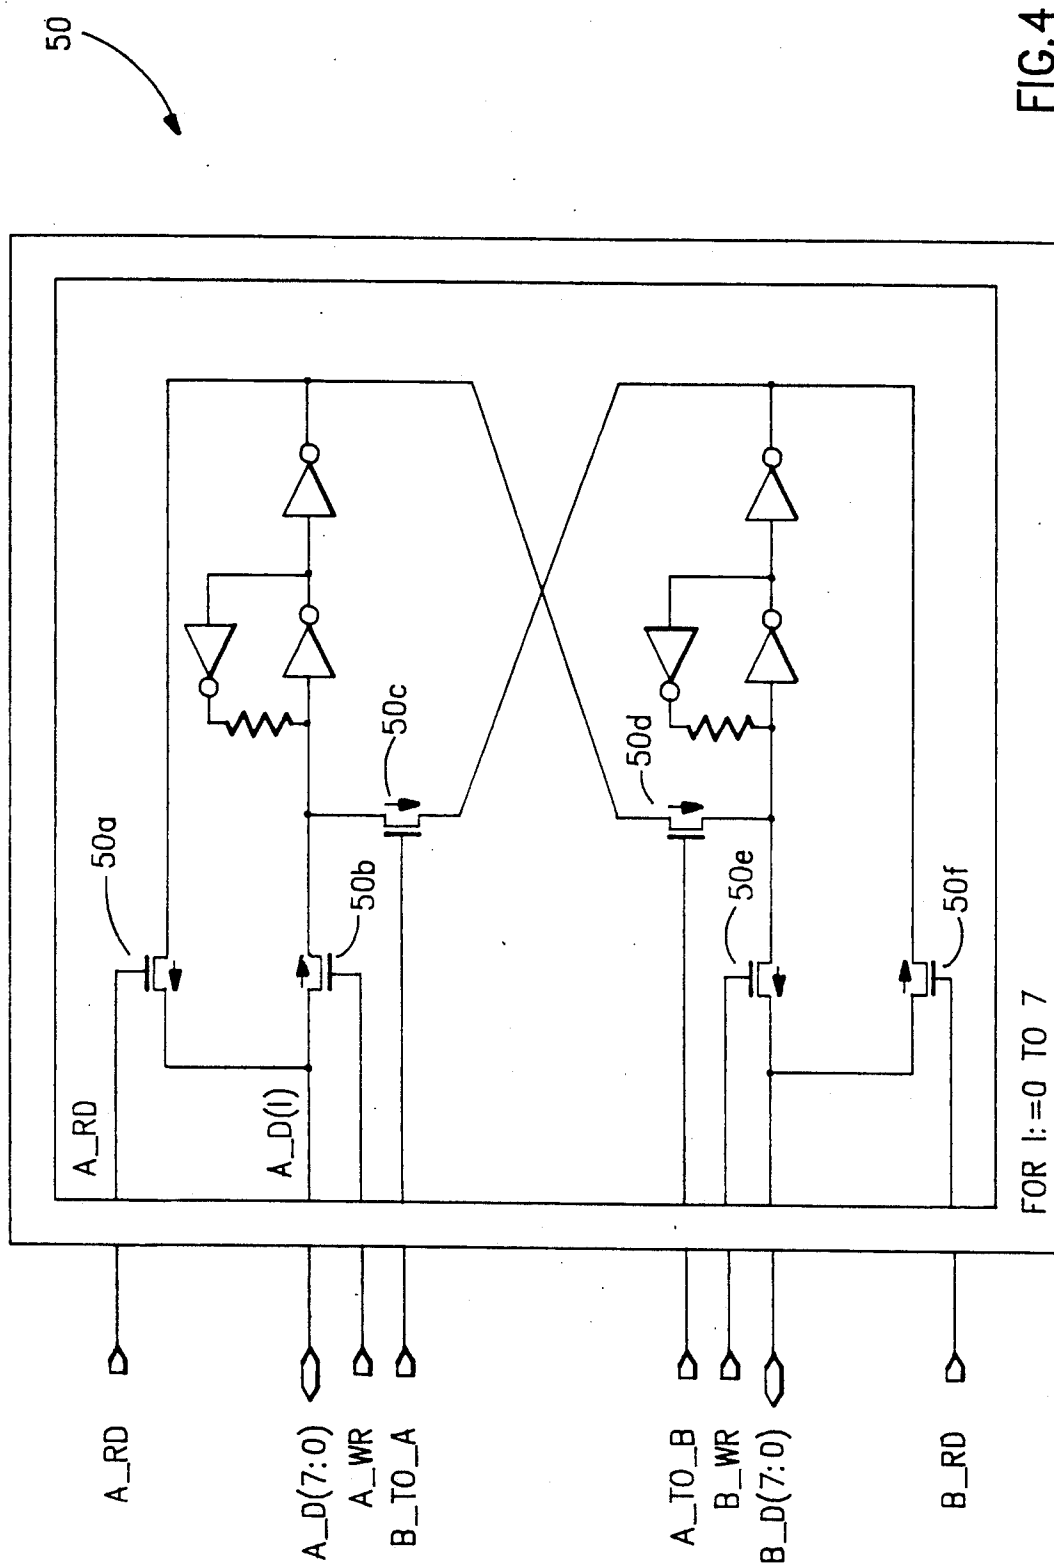 50
FIG.4
A_RD
50a
A_D(I)
50b
50c
50d
50e
50f
A_RD
A_D(7:0)
A_WR
B_TO_A
A_TO_B
B_WR
B_D(7:0)
B_RD
FOR I:=0 TO 7